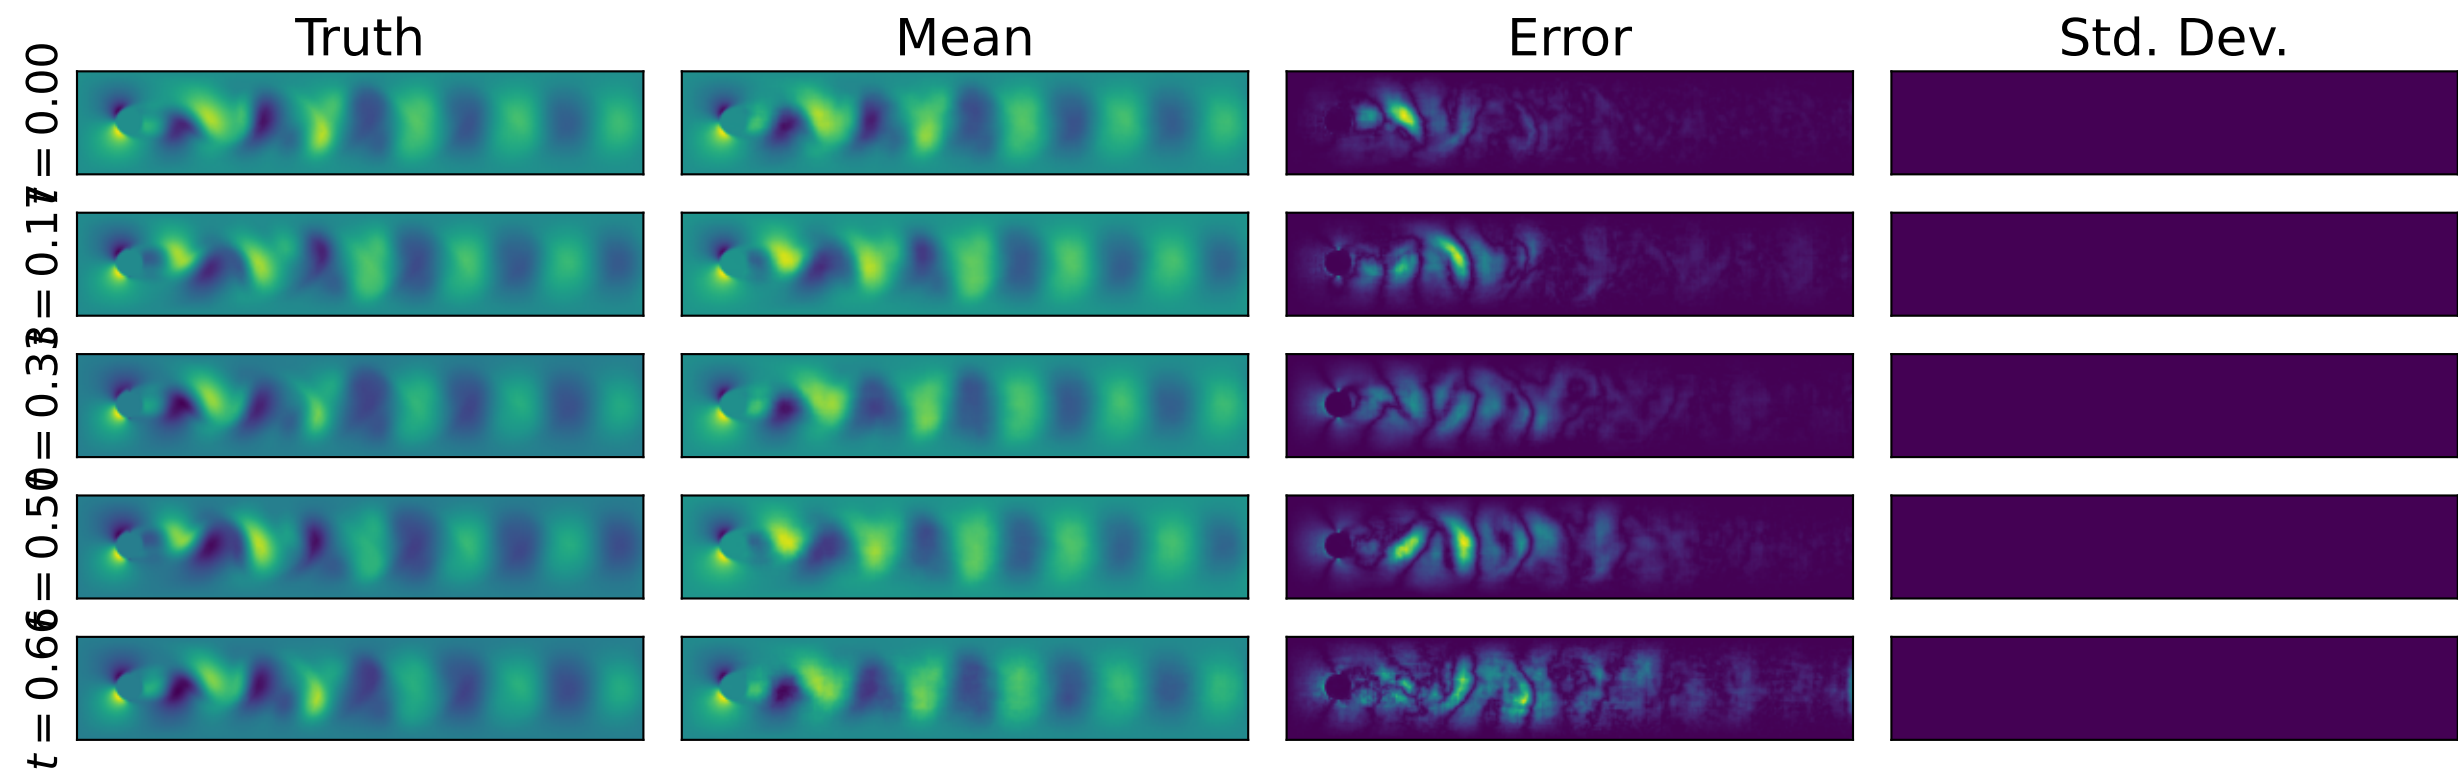 Truth Mean Error Std. Dev.
t = 0.00
t = 0.17
t = 0.33
t = 0.50
t = 0.66